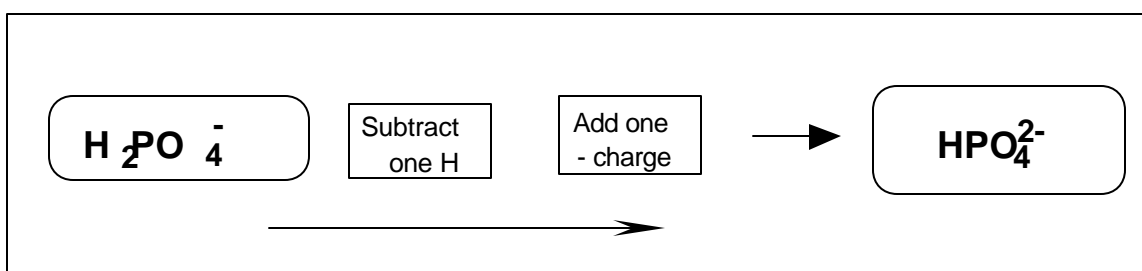 H₂PO₄⁻
Subtract
one H
Add one
- charge
HPO₄²⁻